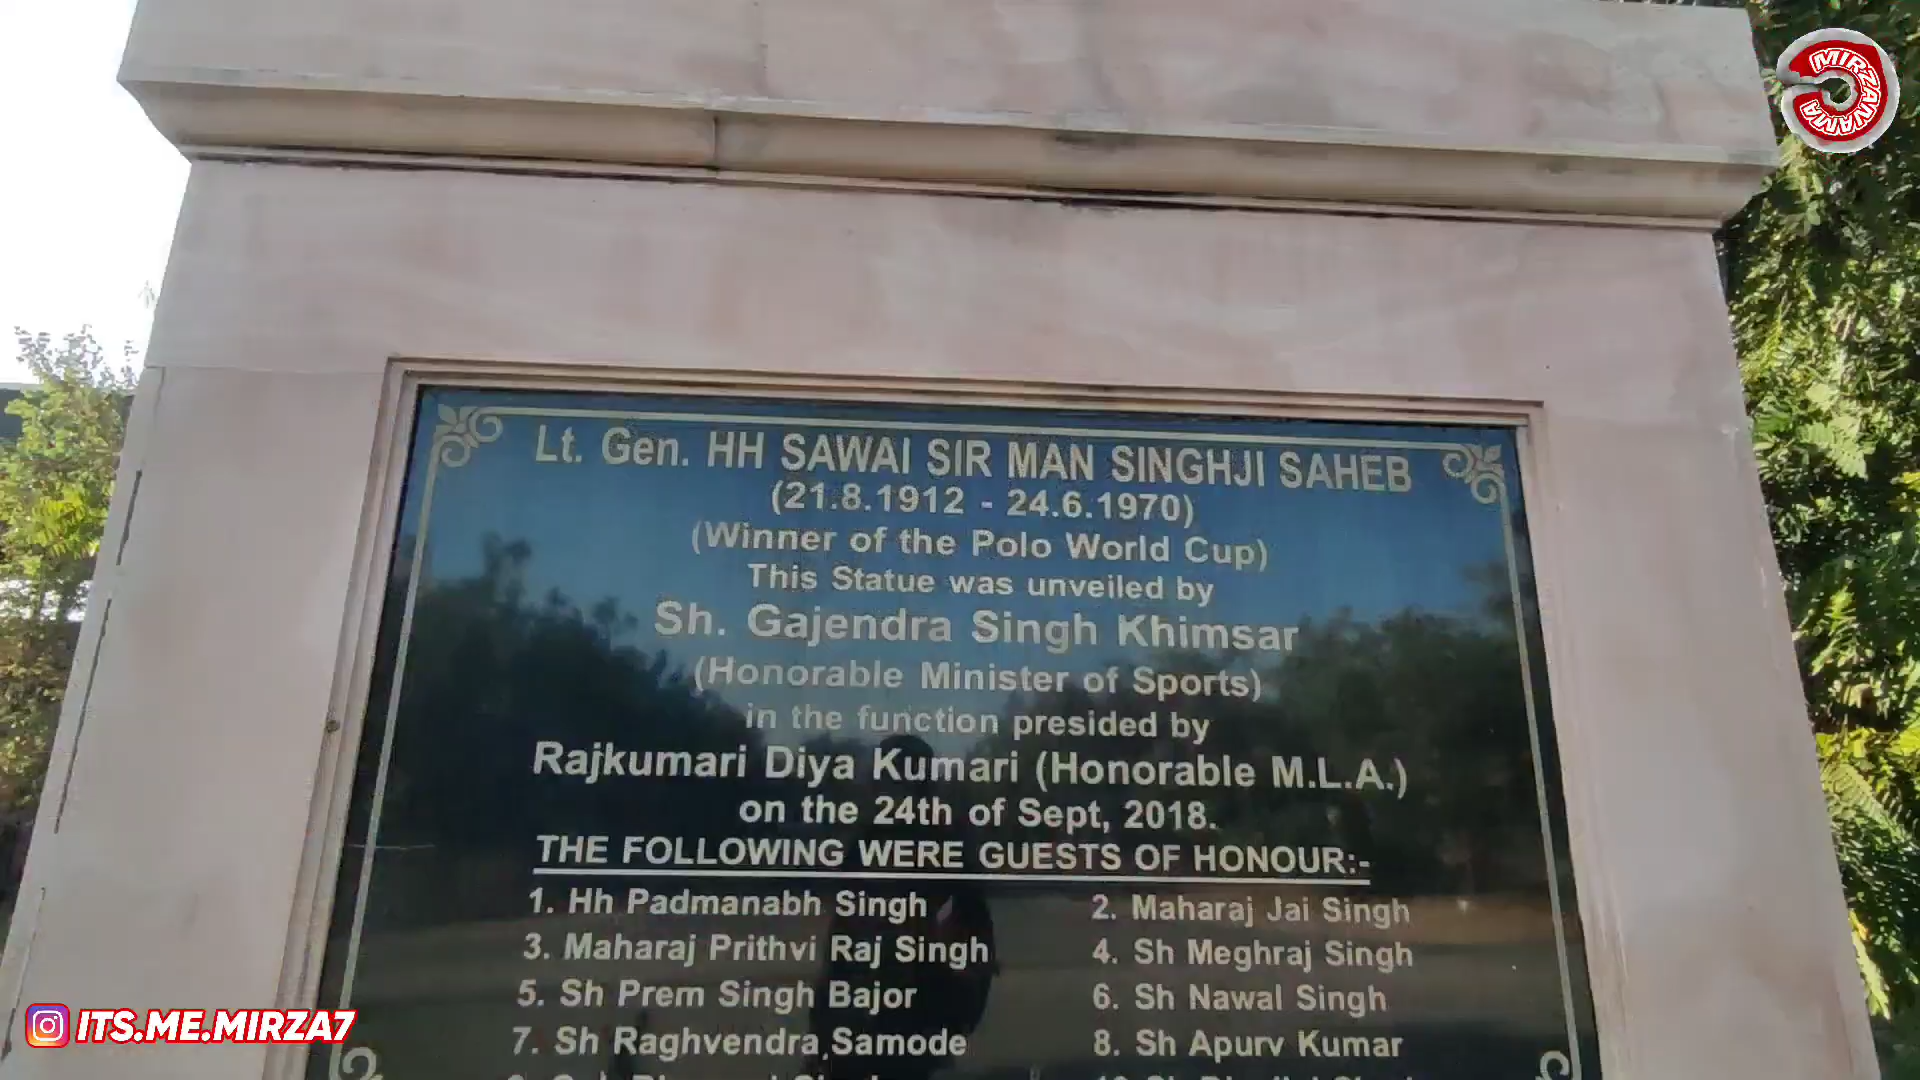 MIRZANAMA
Lt. Gen. HH SAWAI SIR MAN SINGHJI SAHEB
(21.8.1912 - 24.6.1970)
(Winner of the Polo World Cup)
This Statue was unveiled by
Sh. Gajendra Singh Khimsar
(Honorable Minister of Sports)
in the function presided by
Rajkumari Diya Kumari (Honorable M.L.A.)
on the 24th of Sept, 2018.
THE FOLLOWING WERE GUESTS OF HONOUR:-
1. Hh Padmanabh Singh 2. Maharaj Jai Singh
3. Maharaj Prithvi Raj Singh 4. Sh Meghraj Singh
5. Sh Prem Singh Bajor 6. Sh Nawal Singh
7. Sh Raghvendra Samode 8. Sh Apurv Kumar
ITS.ME.MIRZA7